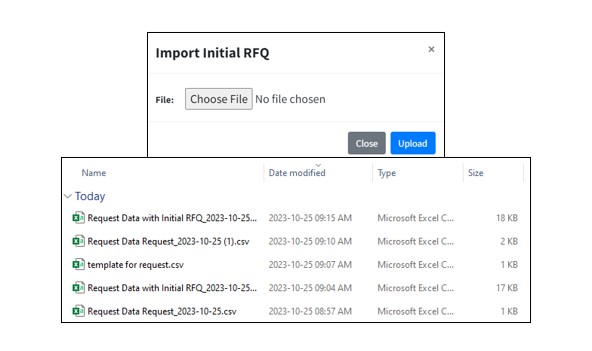 Import Initial RFQ ×
File: Choose File No file chosen
Close Upload
Name Date modified Type Size
Today
Request Data with Initial RFQ_2023-10-25... 2023-10-25 09:15 AM Microsoft Excel C... 18 KB
Request Data Request_2023-10-25 (1).csv 2023-10-25 09:10 AM Microsoft Excel C... 2 KB
template for request.csv 2023-10-25 09:07 AM Microsoft Excel C... 1 KB
Request Data with Initial RFQ_2023-10-25... 2023-10-25 09:04 AM Microsoft Excel C... 17 KB
Request Data Request_2023-10-25.csv 2023-10-25 08:57 AM Microsoft Excel C... 1 KB